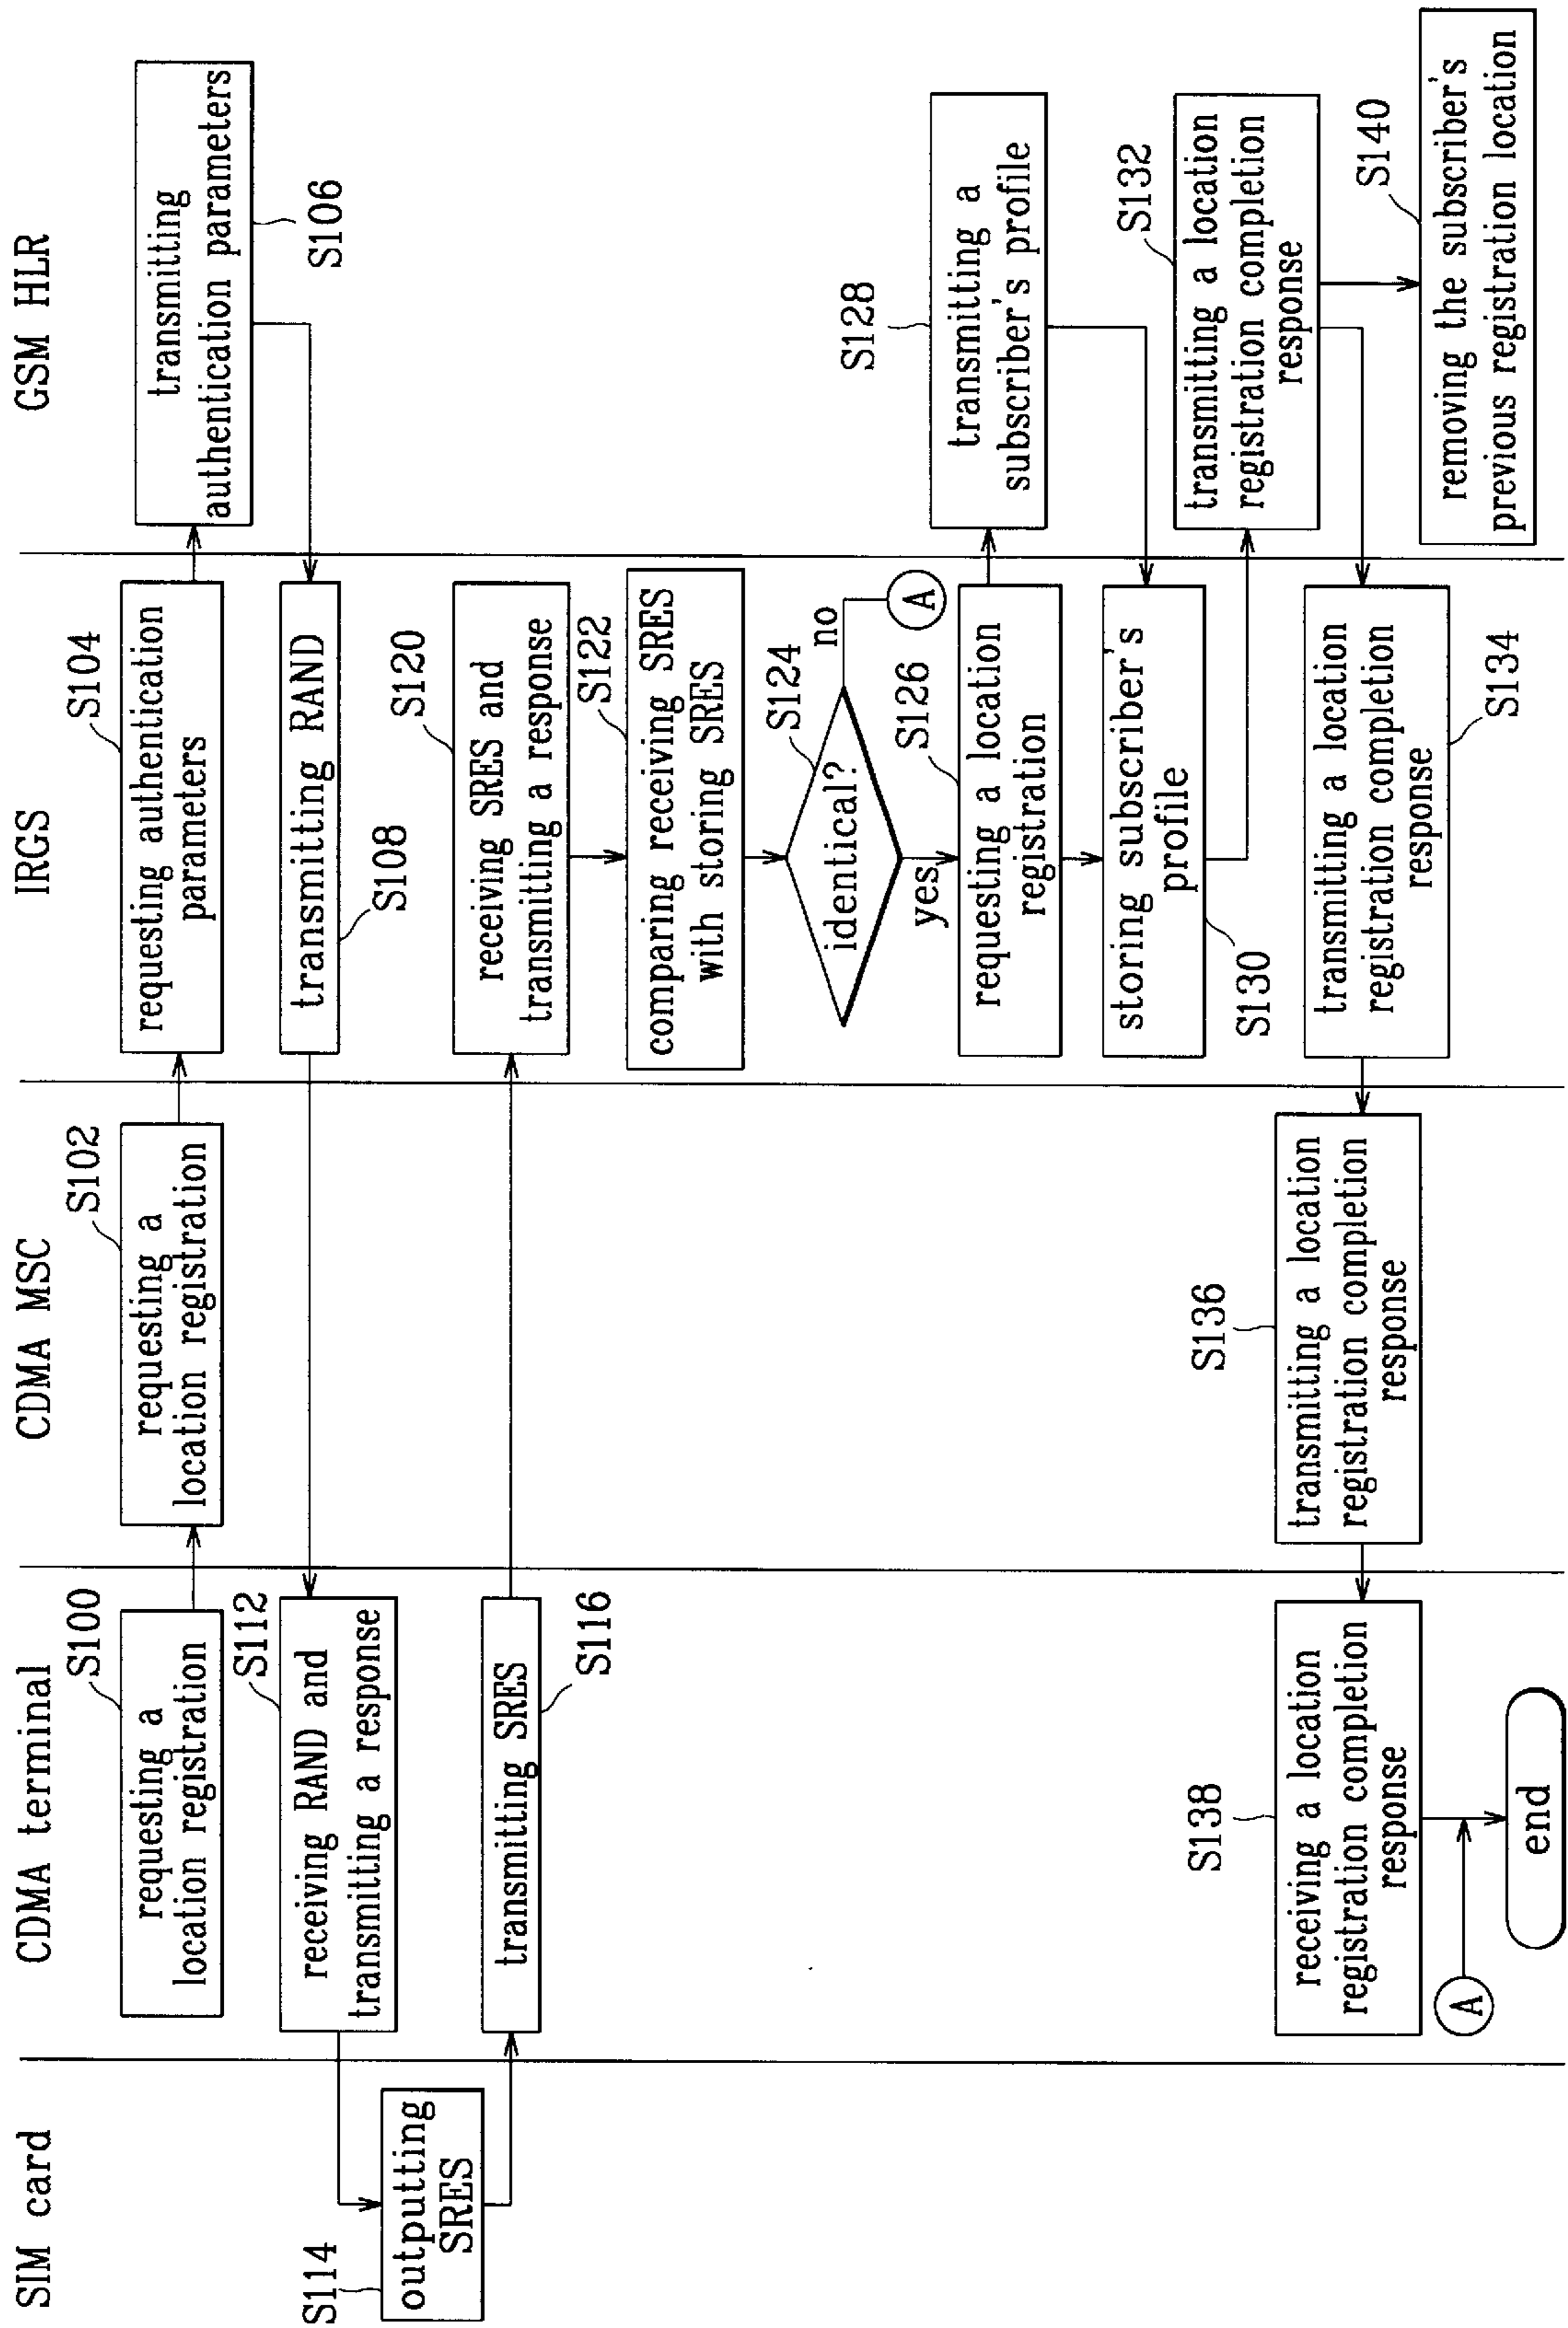 SIM card
CDMA terminal
CDMA MSC
IRGS
GSM HLR
S100
requesting a
location registration
S102
requesting a
location registration
S104
requesting authentication
parameters
transmitting
authentication parameters
S106
transmitting RAND
S108
S112
receiving RAND and
transmitting a response
S114
outputting
SRES
transmitting SRES
S116
S120
receiving SRES and
transmitting a response
S122
comparing receiving SRES
with storing SRES
S124
identical?
no
A
yes
S126
requesting a location
registration
S128
transmitting a
subscriber's profile
storing subscriber's
profile
S130
S132
transmitting a location
registration completion
response
transmitting a location
registration completion
response
S134
S136
transmitting a location
registration completion
response
S138
receiving a location
registration completion
response
S140
removing the subscriber's
previous registration location
A
end